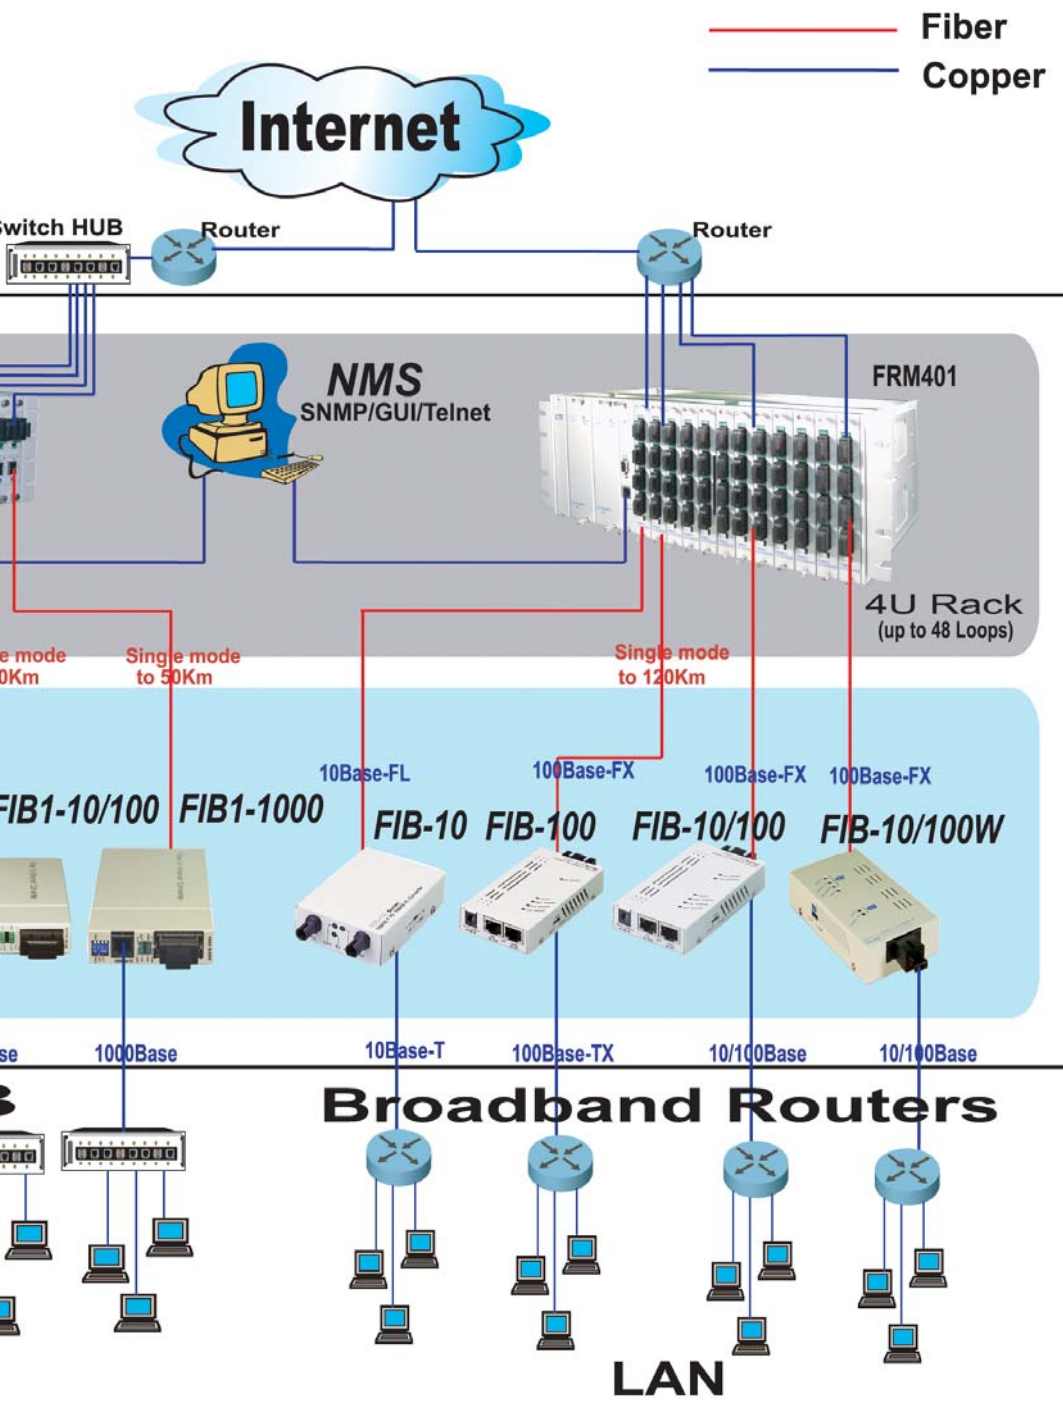 Fiber
Copper
Internet
Switch HUB
Router
Router
NMS
SNMP/GUI/Telnet
FRM401
4U Rack
(up to 48 Loops)
e mode
0Km
Single mode
to 50Km
Single mode
to 120Km
10Base-FL
100Base-FX
100Base-FX
100Base-FX
FIB1-10/100
FIB1-1000
FIB-10
FIB-100
FIB-10/100
FIB-10/100W
se
1000Base
10Base-T
100Base-TX
10/100Base
10/100Base
B
Broadband Routers
LAN